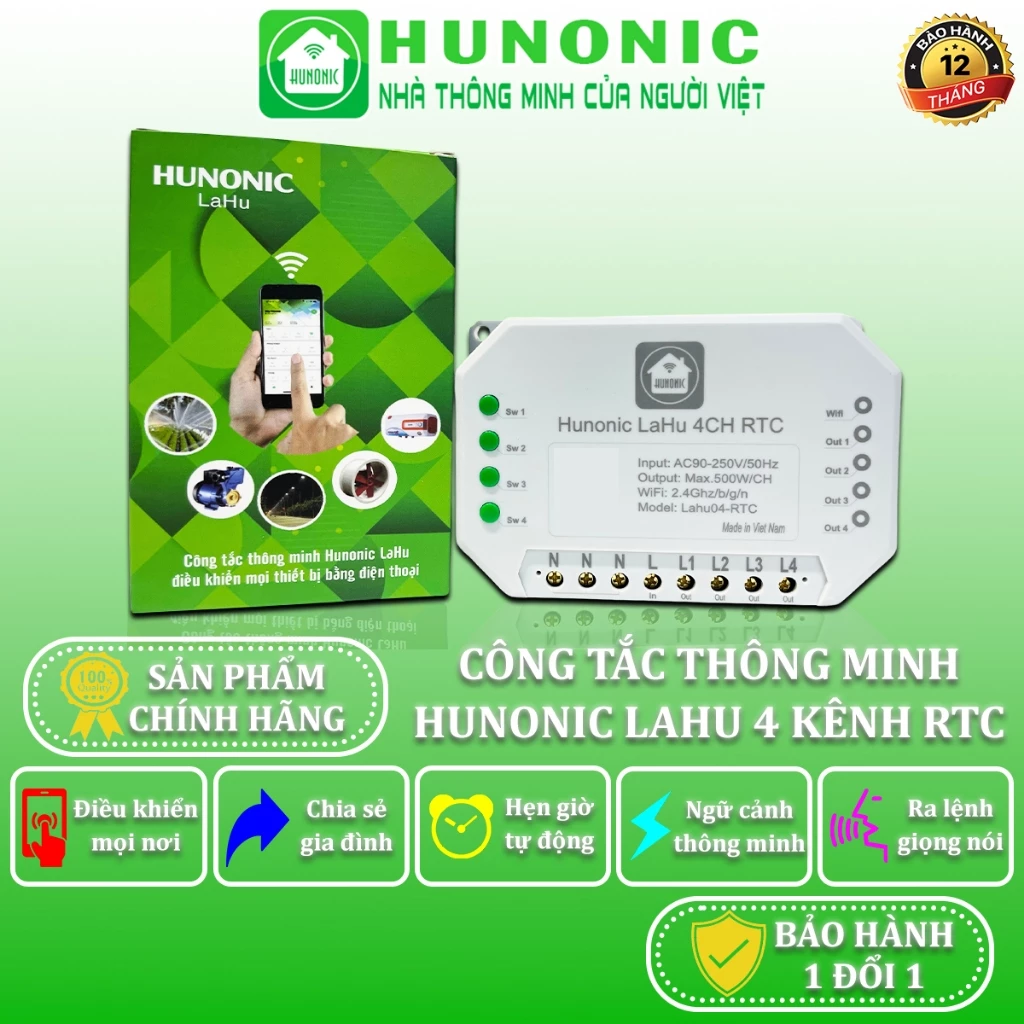 HUNONIC
HUNONIC
NHÀ THÔNG MINH CỦA NGƯỜI VIỆT
BẢO HÀNH
12
THÁNG
HUNONIC
LaHu
Công tắc thông minh Hunonic LaHu
điều khiển mọi thiết bị bằng điện thoại
HUNONIC
Hunonic LaHu 4CH RTC
Sw 1
Sw 2
Sw 3
Sw 4
Input: AC90-250V/50Hz
Output: Max.500W/CH
WiFi: 2.4Ghz/b/g/n
Model: Lahu04-RTC
Made in Viet Nam
Wifi
Out 1
Out 2
Out 3
Out 4
N N N L L1 L2 L3 L4
In Out Out Out Out
100%
Quality
SẢN PHẨM
CHÍNH HÃNG
CÔNG TẮC THÔNG MINH
HUNONIC LAHU 4 KÊNH RTC
Điều khiển
mọi nơi
Chia sẻ
gia đình
Hẹn giờ
tự động
Ngữ cảnh
thông minh
Ra lệnh
giọng nói
BẢO HÀNH
1 ĐỔI 1